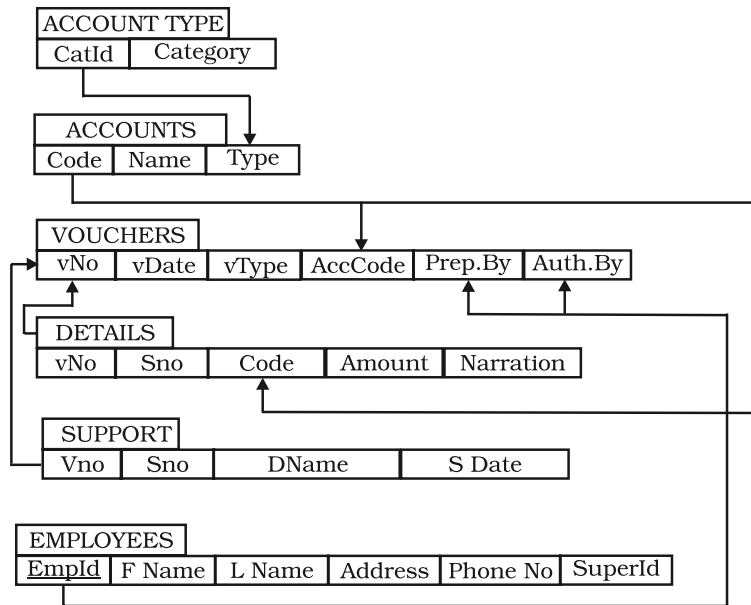 ACCOUNT TYPE
CatId Category
ACCOUNTS
Code Name Type
VOUCHERS
vNo vDate vType AccCode Prep.By Auth.By
DETAILS
vNo Sno Code Amount Narration
SUPPORT
Vno Sno DName S Date
EMPLOYEES
EmpId F Name L Name Address Phone No SuperId